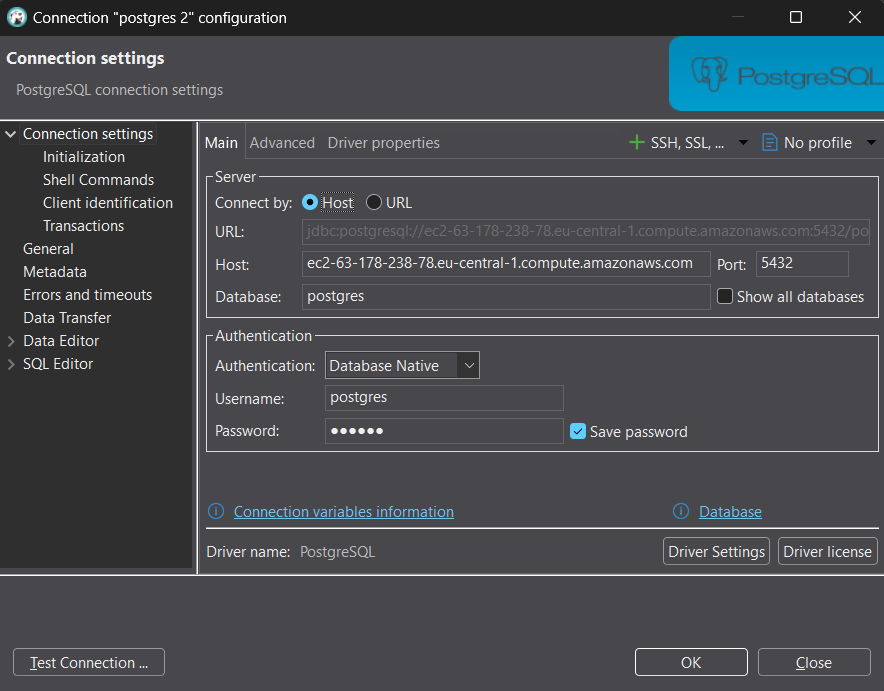 Connection "postgres 2" configuration
Connection settings
PostgreSQL connection settings
PostgreSQL
Connection settings
Initialization
Shell Commands
Client identification
Transactions
General
Metadata
Errors and timeouts
Data Transfer
Data Editor
SQL Editor
Main Advanced Driver properties SSH, SSL, ... No profile
Server
Connect by: Host URL
URL: jdbc:postgresql://ec2-63-178-238-78.eu-central-1.compute.amazonaws.com:5432/po
Host: ec2-63-178-238-78.eu-central-1.compute.amazonaws.com Port: 5432
Database: postgres Show all databases
Authentication
Authentication: Database Native
Username: postgres
Password: ●●●●●● Save password
Connection variables information Database
Driver name: PostgreSQL Driver Settings Driver license
Test Connection ... OK Close